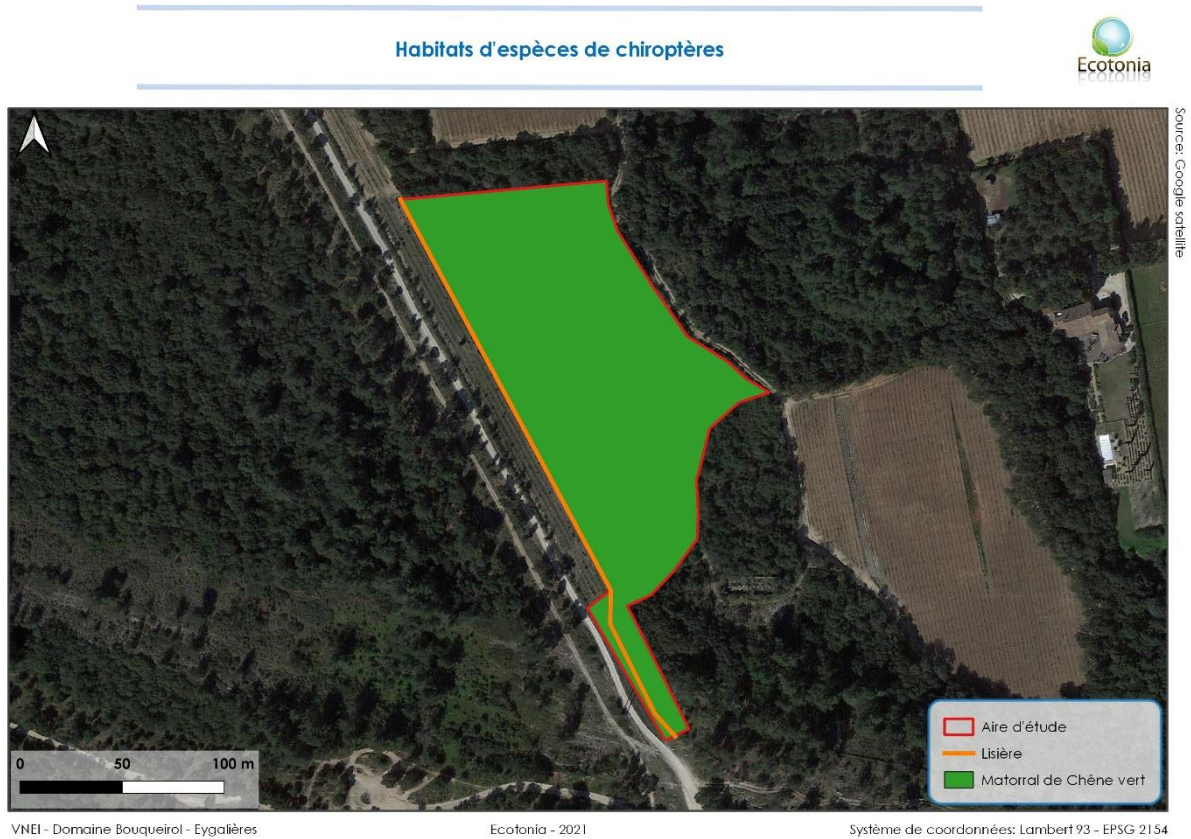 Habitats d'espèces de chiroptères
Ecotonia
Source: Google satellite
0 50 100 m
Aire d'étude
Lisière
Matorral de Chêne vert
VNEI - Domaine Bouqueirol - Eygalières
Ecotonia - 2021
Système de coordonnées: Lambert 93 - EPSG 2154